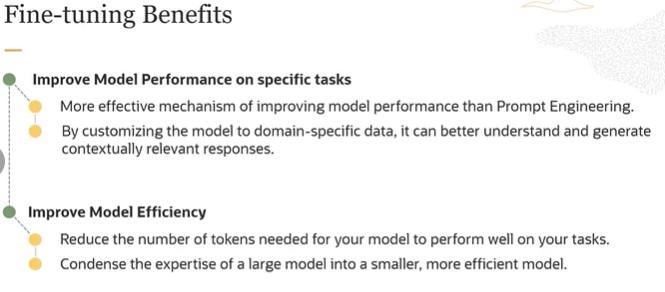 Fine-tuning Benefits
Improve Model Performance on specific tasks
More effective mechanism of improving model performance than Prompt Engineering.
By customizing the model to domain-specific data, it can better understand and generate
contextually relevant responses.
Improve Model Efficiency
Reduce the number of tokens needed for your model to perform well on your tasks.
Condense the expertise of a large model into a smaller, more efficient model.